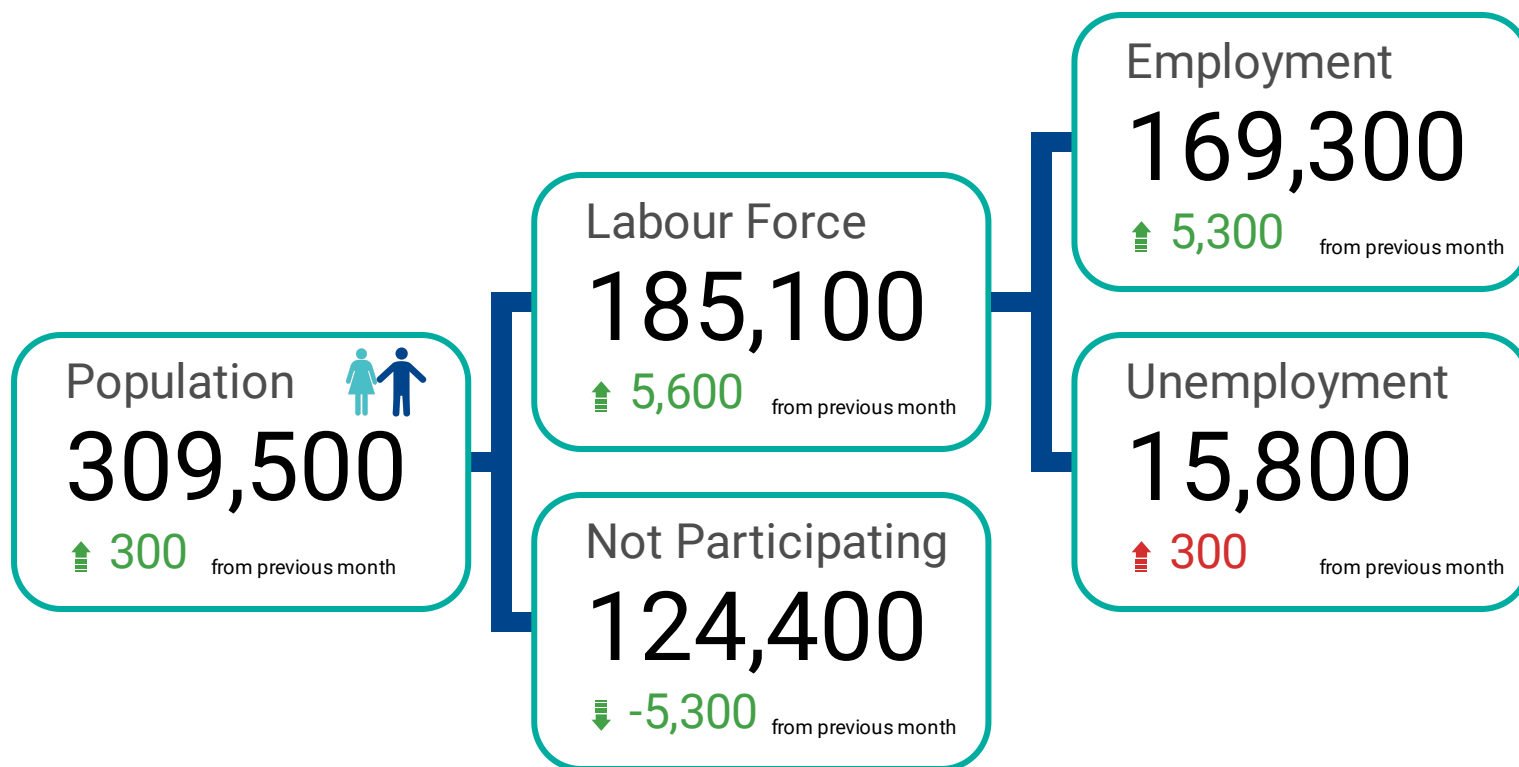 Population
309,500
300 from previous month
Labour Force
185,100
5,600 from previous month
Not Participating
124,400
-5,300 from previous month
Employment
169,300
5,300 from previous month
Unemployment
15,800
300 from previous month